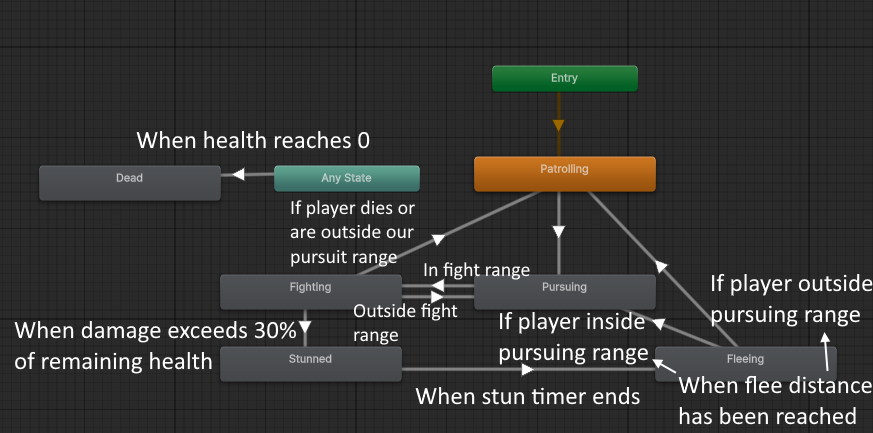 Entry
When health reaches 0
Dead
Any State
Patrolling
If player dies or
are outside our
pursuit range
In fight range
Fighting
Pursuing
Outside fight
range
If player outside
pursuing range
When damage exceeds 30%
of remaining health
If player inside
pursuing range
Stunned
Fleeing
When stun timer ends
When flee distance
has been reached